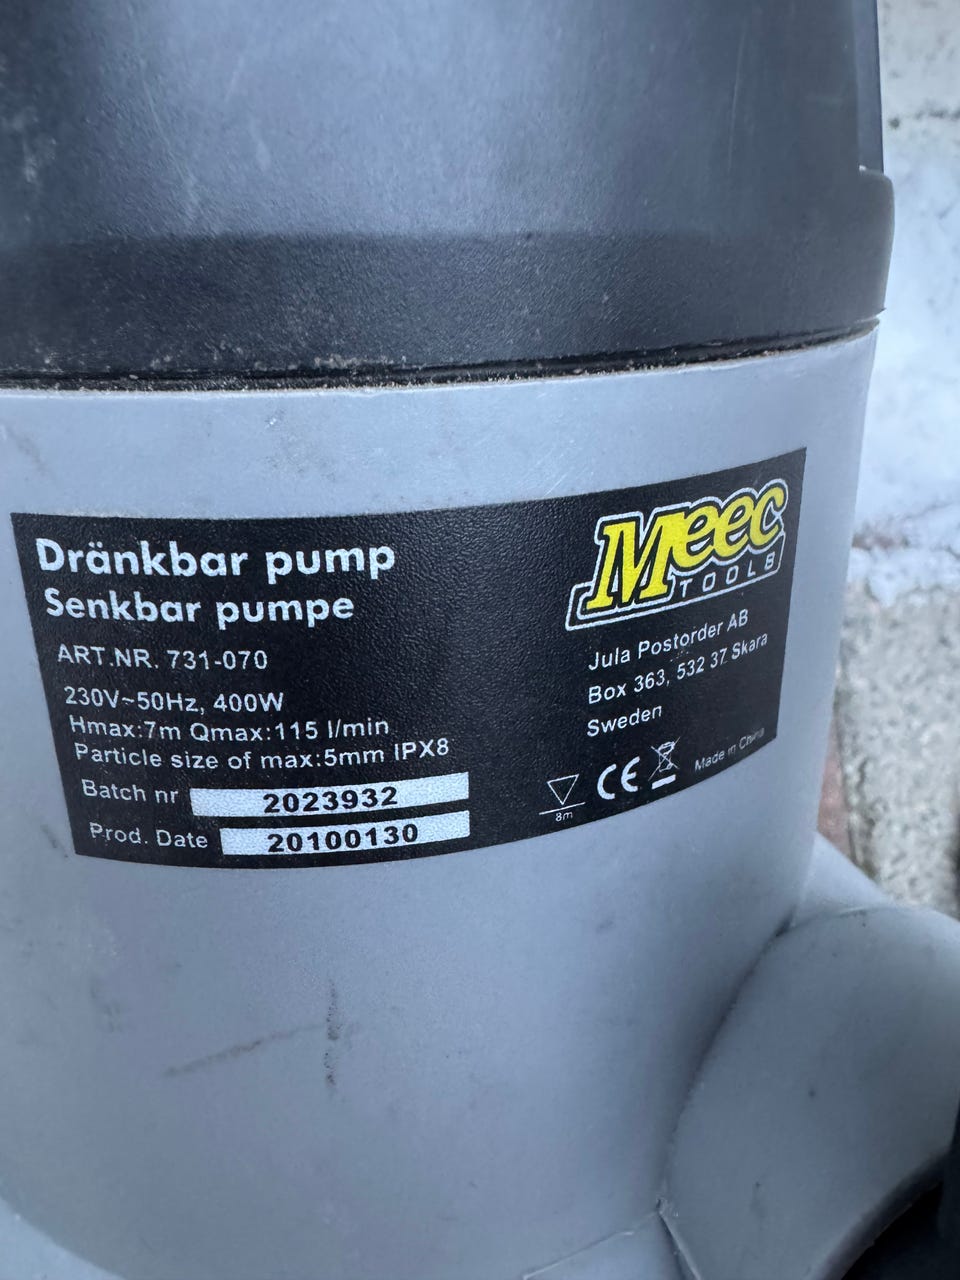 Dränkbar pump
Senkbar pumpe
ART.NR. 731-070
230V~50Hz, 400W
Hmax:7m Qmax:115 l/min
Particle size of max:5mm IPX8
Batch nr 2023932
Prod. Date 20100130
Meec
TOOLS
Jula Postorder AB
Box 363, 532 37 Skara
Sweden
8m
CE
Made in China